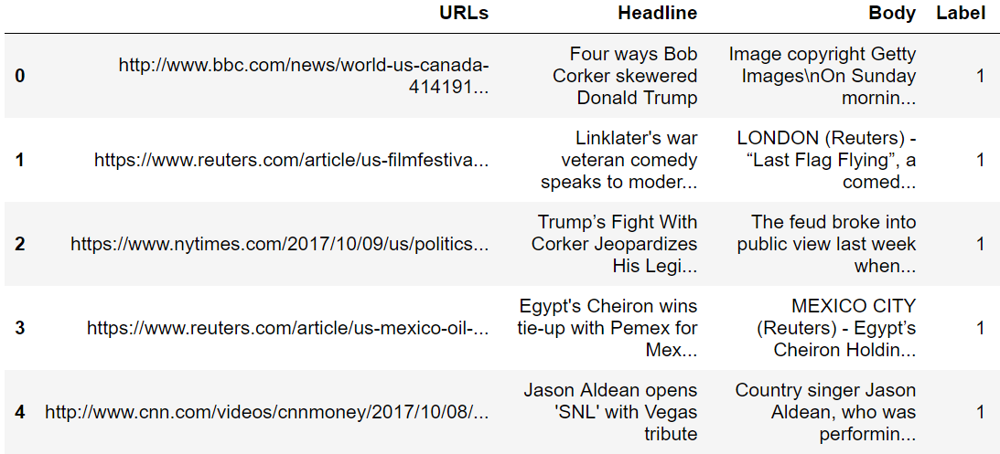 URLs Headline Body Label
0 http://www.bbc.com/news/world-us-canada-414191... Four ways Bob Corker skewered Donald Trump Image copyright Getty Images\nOn Sunday mornin... 1
1 https://www.reuters.com/article/us-filmfestiva... Linklater's war veteran comedy speaks to moder... LONDON (Reuters) - “Last Flag Flying”, a comed... 1
2 https://www.nytimes.com/2017/10/09/us/politics... Trump’s Fight With Corker Jeopardizes His Legi... The feud broke into public view last week when... 1
3 https://www.reuters.com/article/us-mexico-oil-... Egypt's Cheiron wins tie-up with Pemex for Mex... MEXICO CITY (Reuters) - Egypt’s Cheiron Holdin... 1
4 http://www.cnn.com/videos/cnnmoney/2017/10/08/... Jason Aldean opens 'SNL' with Vegas tribute Country singer Jason Aldean, who was performin... 1